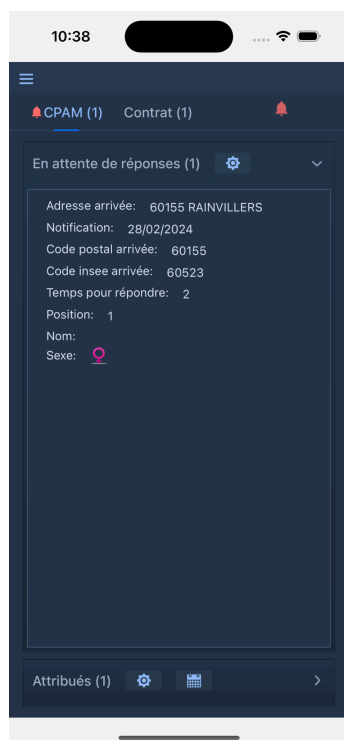 10:38
CPAM (1) Contrat (1)
En attente de réponses (1)
Adresse arrivée: 60155 RAINVILLERS
Notification: 28/02/2024
Code postal arrivée: 60155
Code insee arrivée: 60523
Temps pour répondre: 2
Position: 1
Nom:
Sexe:
Attribués (1)